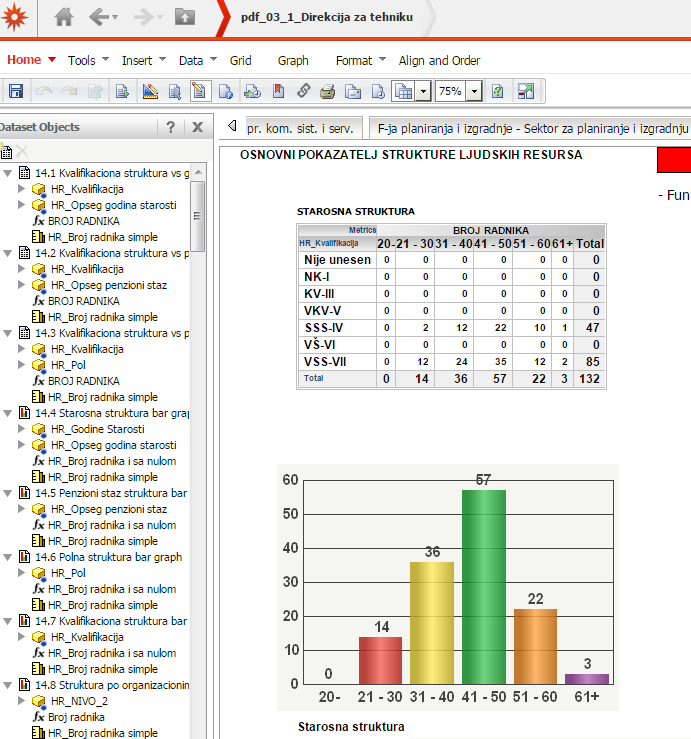 pdf_03_1_Direkcija za tehniku
Home Tools Insert Data Grid Graph Format Align and Order
75%
Dataset Objects ? X
pr. kom. sist. i serv. F-ja planiranja i izgradnje - Sektor za planiranje i izgradnju
14.1 Kvalifikaciona struktura vs g
HR_Kvalifikacija
HR_Opseg godina starosti
fx BROJ RADNIKA
HR_Broj radnika simple
14.2 Kvalifikaciona struktura vs p
HR_Kvalifikacija
HR_Opseg penzioni staz
fx BROJ RADNIKA
HR_Broj radnika simple
14.3 Kvalifikaciona struktura vs p
HR_Kvalifikacija
HR_Pol
fx BROJ RADNIKA
HR_Broj radnika simple
14.4 Starosna struktura bar grap
HR_Godine Starosti
HR_Opseg godina starosti
fx HR_Broj radnika i sa nulom
HR_Broj radnika simple
14.5 Penzioni staz struktura bar
HR_Opseg penzioni staz
fx HR_Broj radnika i sa nulom
HR_Broj radnika simple
14.6 Polna struktura bar graph
HR_Pol
fx HR_Broj radnika i sa nulom
HR_Broj radnika simple
14.7 Kvalifikaciona struktura bar
HR_Kvalifikacija
fx HR_Broj radnika i sa nulom
HR_Broj radnika simple
14.8 Struktura po organizacionim
HR_NIVO_2
fx Broj radnika
HR_Broj radnika simple
OSNOVNI POKAZATELJ STRUKTURE LJUDSKIH RESURSA
- Fun
STAROSNA STRUKTURA
Metrics BROJ RADNIKA
HR_Kvalifikacija 20- 21 - 30 31 - 40 41 - 50 51 - 60 61+ Total
Nije unesen 0 0 0 0 0 0 0
NK-I 0 0 0 0 0 0 0
KV-III 0 0 0 0 0 0 0
VKV-V 0 0 0 0 0 0 0
SSS-IV 0 2 12 22 10 1 47
VŠ-VI 0 0 0 0 0 0 0
VSS-VII 0 12 24 35 12 2 85
Total 0 14 36 57 22 3 132
60
50
40
30
20
10
0
0 14 36 57 22 3
20- 21 - 30 31 - 40 41 - 50 51 - 60 61+
Starosna struktura